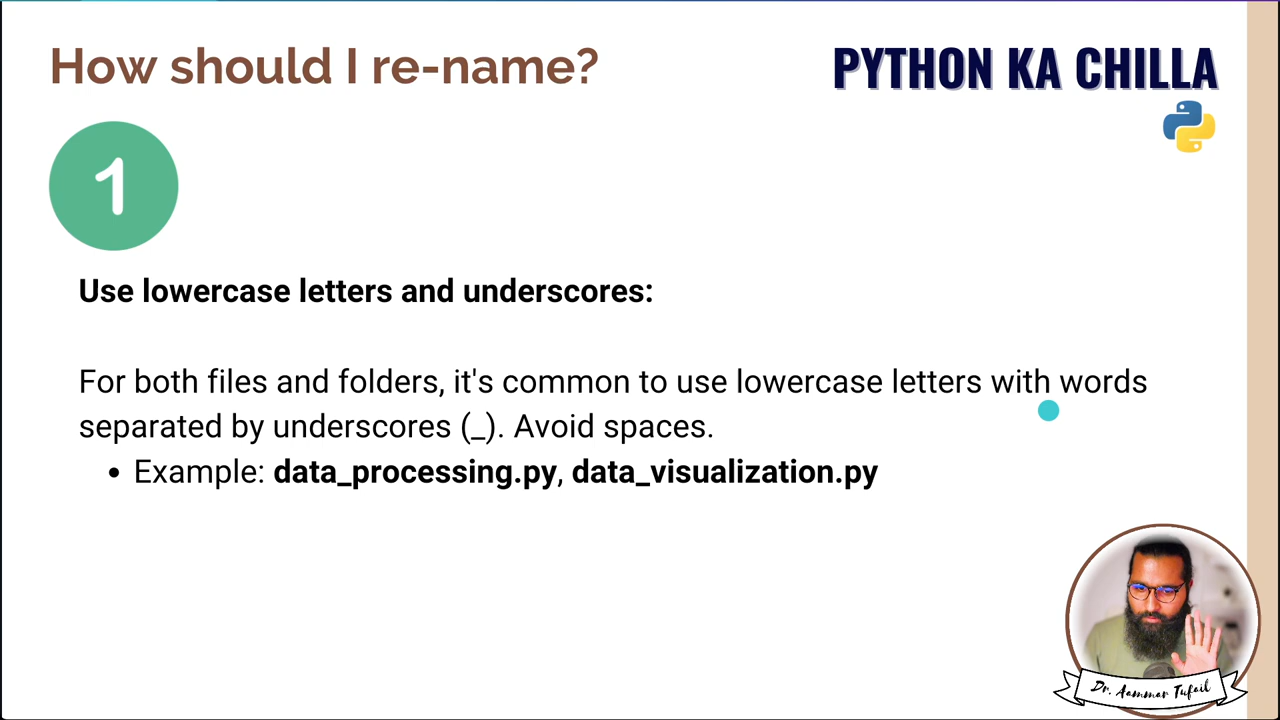 How should I re-name?
PYTHON KA CHILLA
1
Use lowercase letters and underscores:
For both files and folders, it's common to use lowercase letters with words
separated by underscores (_). Avoid spaces.
• Example: data_processing.py, data_visualization.py
Dr. Aammar Tufail